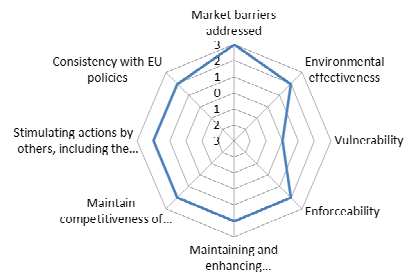 Market barriers
addressed
Environmental
effectiveness
Vulnerability
Enforceability
Maintaining and
enhancing...
Maintain
competitiveness of...
Stimulating actions by
others, including the...
Consistency with EU
policies
3
2
1
0
1
2
3